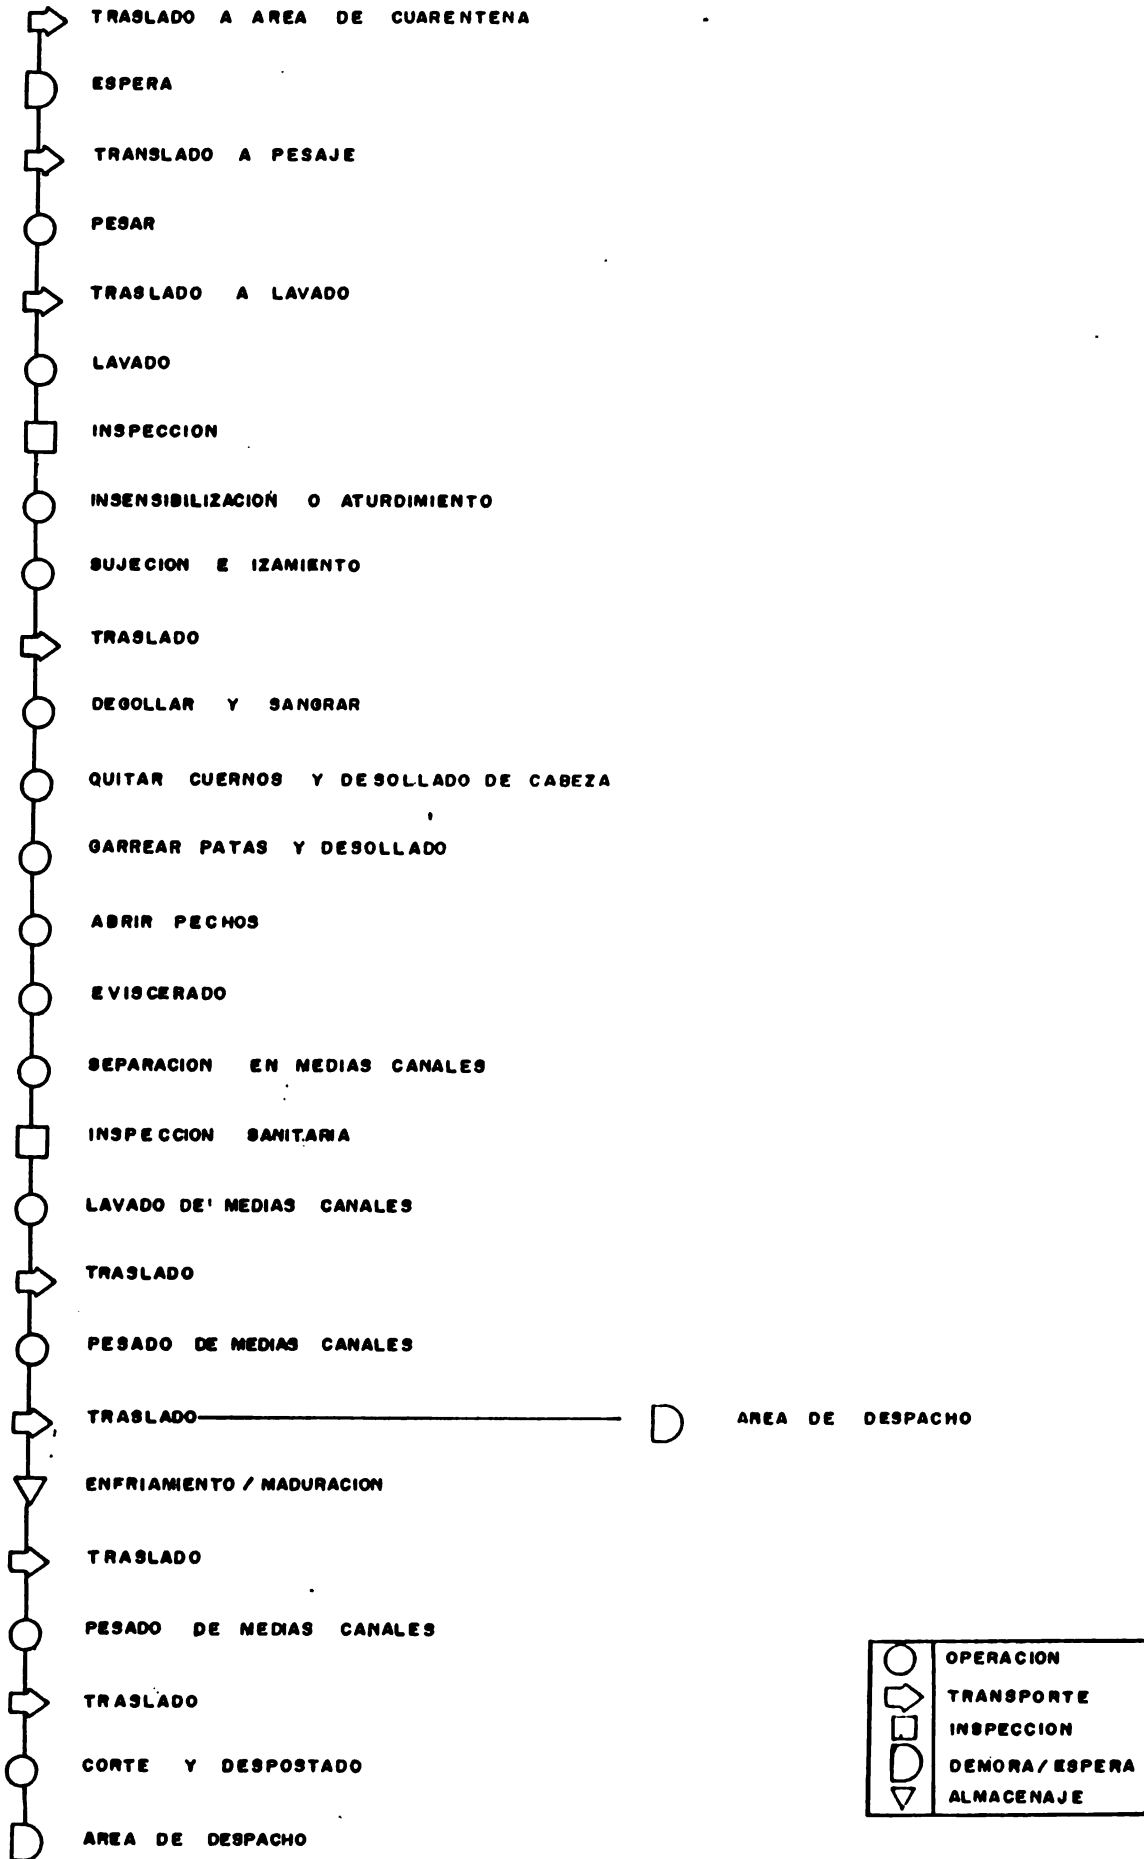 TRASLADO A AREA DE CUARENTENA
ESPERA
TRANSLADO A PESAJE
PESAR
TRASLADO A LAVADO
LAVADO
INSPECCION
INSENSIBILIZACION O ATURDIMIENTO
SUJECION E IZAMIENTO
TRASLADO
DEGOLLAR Y SANGRAR
QUITAR CUERNOS Y DESOLLADO DE CABEZA
GARREAR PATAS Y DESOLLADO
ABRIR PECHOS
EVISCERADO
SEPARACION EN MEDIAS CANALES
INSPECCION SANITARIA
LAVADO DE MEDIAS CANALES
TRASLADO
PESADO DE MEDIAS CANALES
TRASLADO AREA DE DESPACHO
ENFRIAMIENTO / MADURACION
TRASLADO
PESADO DE MEDIAS CANALES
TRASLADO
CORTE Y DESPOSTADO
AREA DE DESPACHO
OPERACION
TRANSPORTE
INSPECCION
DEMORA/ESPERA
ALMACENAJE